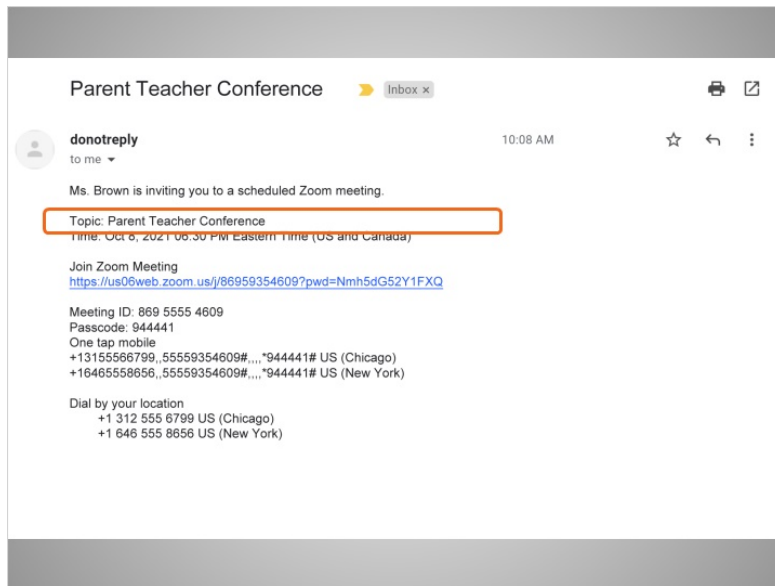 Parent Teacher Conference Inbox ×
donotreply 10:08 AM
to me
Ms. Brown is inviting you to a scheduled Zoom meeting.
Topic: Parent Teacher Conference
Time: Oct 8, 2021 06:30 PM Eastern Time (US and Canada)
Join Zoom Meeting
https://us06web.zoom.us/j/86959354609?pwd=Nmh5dG52Y1FXQ
Meeting ID: 869 5555 4609
Passcode: 944441
One tap mobile
+13155566799,,55559354609#,,,,*944441# US (Chicago)
+16465558656,,55559354609#,,,,*944441# US (New York)
Dial by your location
+1 312 555 6799 US (Chicago)
+1 646 555 8656 US (New York)